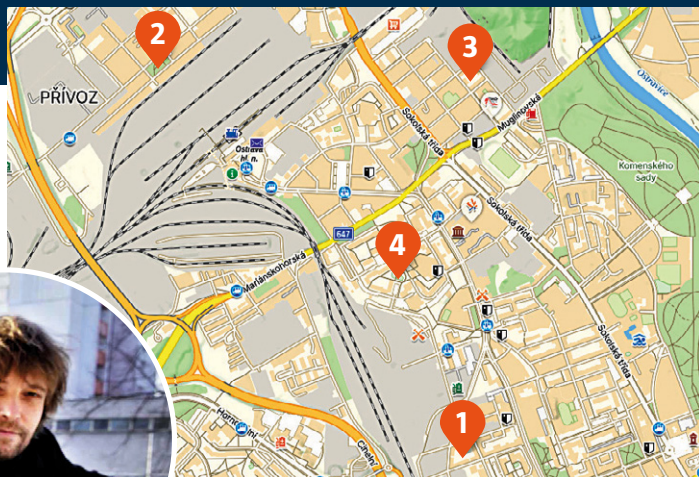 2
3
PŘÍVOZ
Ostravice
Muglinovská
Sokolská třída
Ostrava
hl. n.
Komenského
sady
Sokolská třída
647
4
Mariánskohorská
Sokolská třída
1
Cihelní